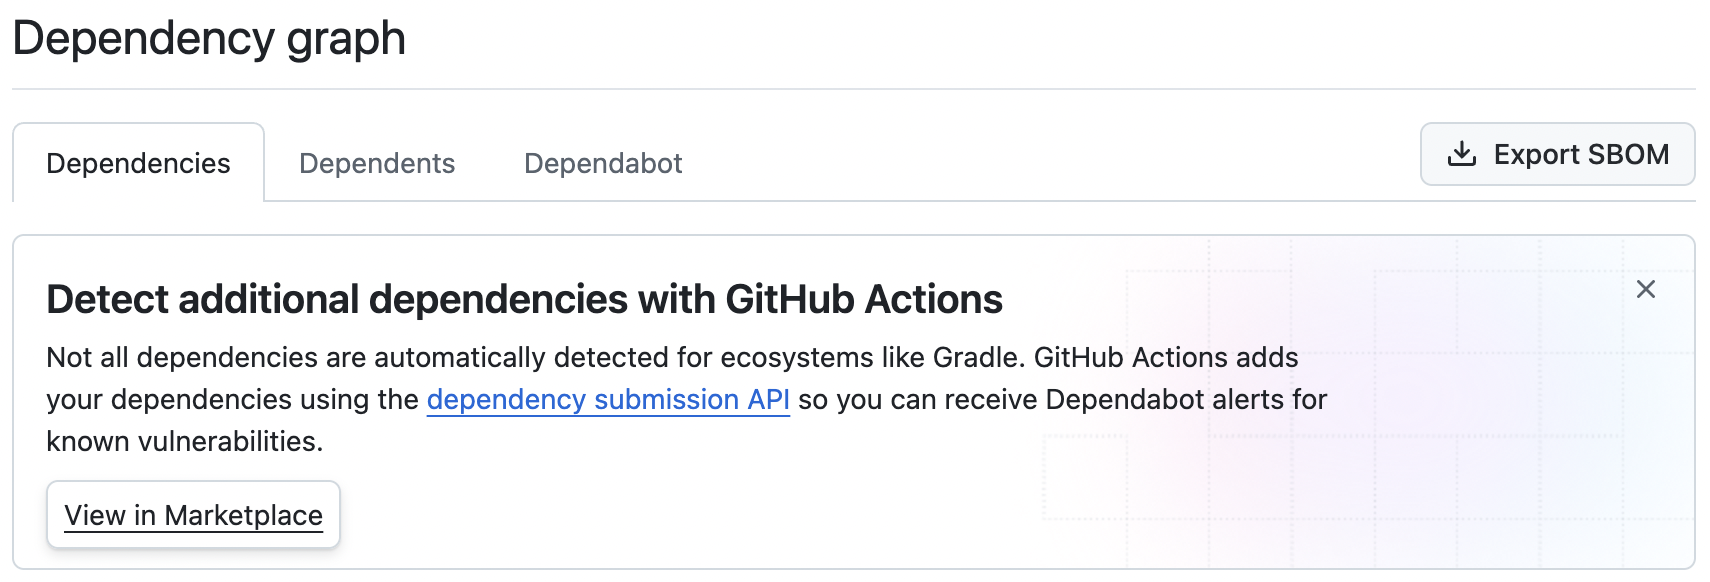 Dependency graph
Dependencies
Dependents
Dependabot
Export SBOM
Detect additional dependencies with GitHub Actions
Not all dependencies are automatically detected for ecosystems like Gradle. GitHub Actions adds
your dependencies using the dependency submission API so you can receive Dependabot alerts for
known vulnerabilities.
View in Marketplace